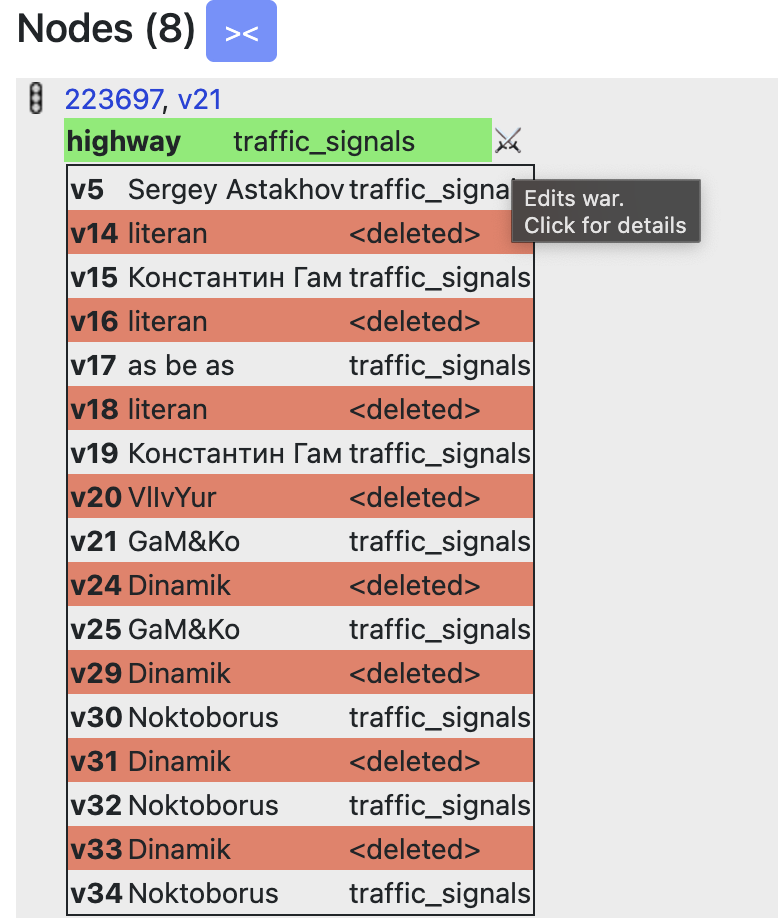 Nodes (8) ><
223697, v21
highway traffic_signals
v5 Sergey Astakhov traffic_signa
Edits war.
Click for details
v14 literan <deleted>
v15 Константин Гам traffic_signals
v16 literan <deleted>
v17 as be as traffic_signals
v18 literan <deleted>
v19 Константин Гам traffic_signals
v20 VlIvYur <deleted>
v21 GaM&Ko traffic_signals
v24 Dinamik <deleted>
v25 GaM&Ko traffic_signals
v29 Dinamik <deleted>
v30 Noktoborus traffic_signals
v31 Dinamik <deleted>
v32 Noktoborus traffic_signals
v33 Dinamik <deleted>
v34 Noktoborus traffic_signals